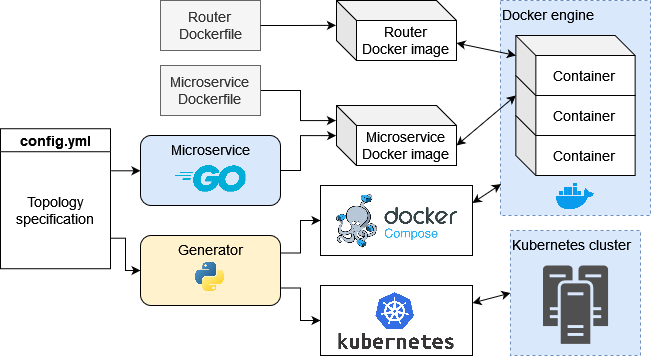 Router
Dockerfile
Router
Docker image
Docker engine
Microservice
Dockerfile
Container
Container
Container
config.yml
Topology
specification
Microservice
GO
Microservice
Docker image
docker
Compose
Generator
Kubernetes cluster
kubernetes